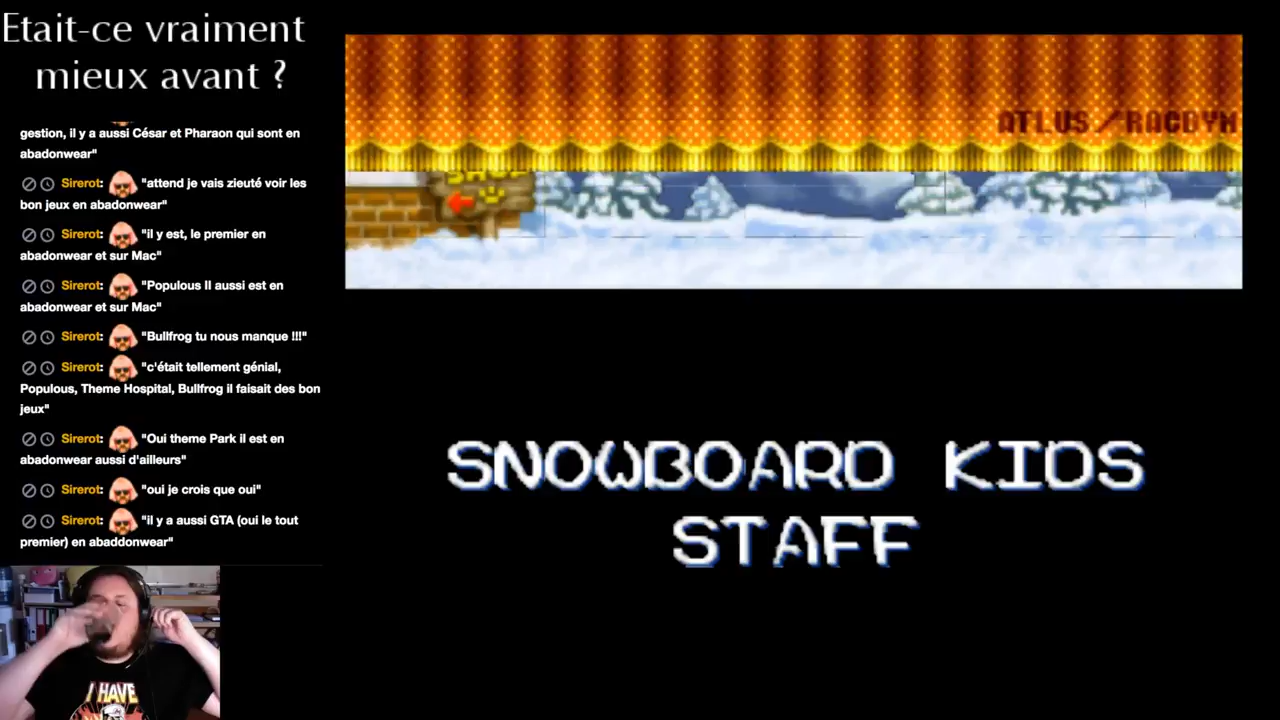 Etait-ce vraiment
mieux avant ?
gestion, il y a aussi César et Pharaon qui sont en
abadonwear"
Sirerot: "attend je vais zieuté voir les
bon jeux en abadonwear"
Sirerot: "il y est, le premier en
abadonwear et sur Mac"
Sirerot: "Populous II aussi est en
abadonwear et sur Mac"
Sirerot: "Bullfrog tu nous manque !!!"
Sirerot: "c'était tellement génial,
Populous, Theme Hospital, Bullfrog il faisait des bon
jeux"
Sirerot: "Oui theme Park il est en
abadonwear aussi d'ailleurs"
Sirerot: "oui je crois que oui"
Sirerot: "il y a aussi GTA (oui le tout
premier) en abaddonwear"
ATLUS/RACDYM
SHOP
SNOWBOARD KIDS
STAFF
I HAVE